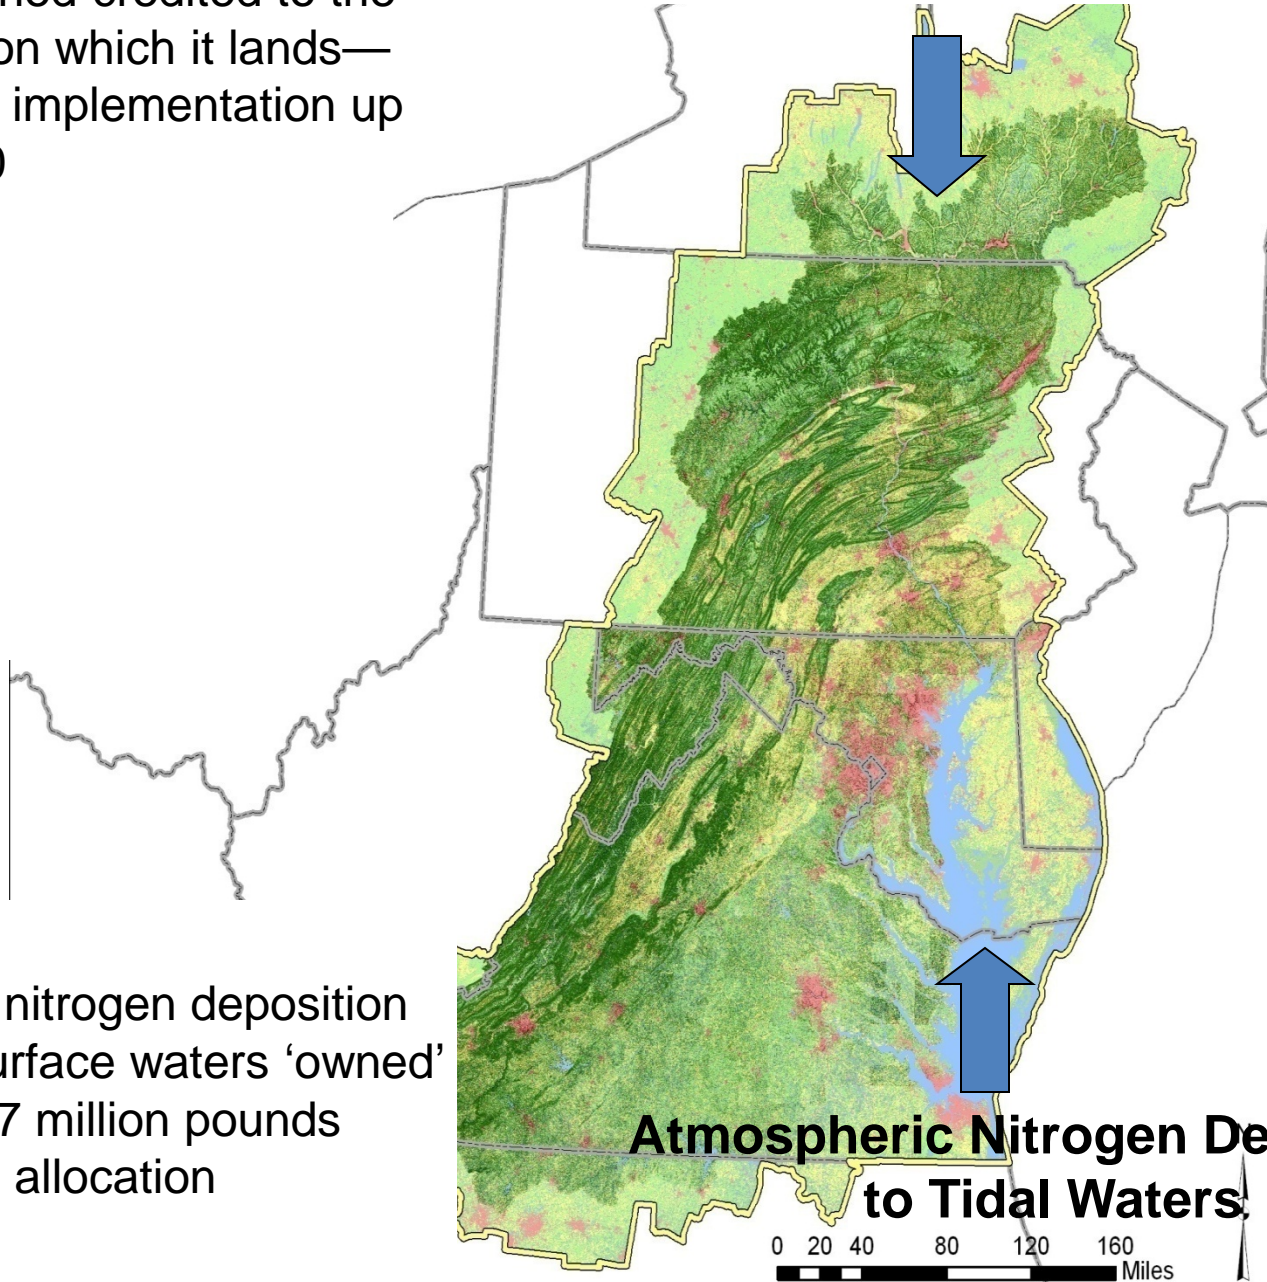 ned credited to the
on which it lands—
implementation up
nitrogen deposition
urface waters ‘owned’
7 million pounds
allocation
Atmospheric Nitrogen De
to Tidal Waters
0 20 40 80 120 160
Miles